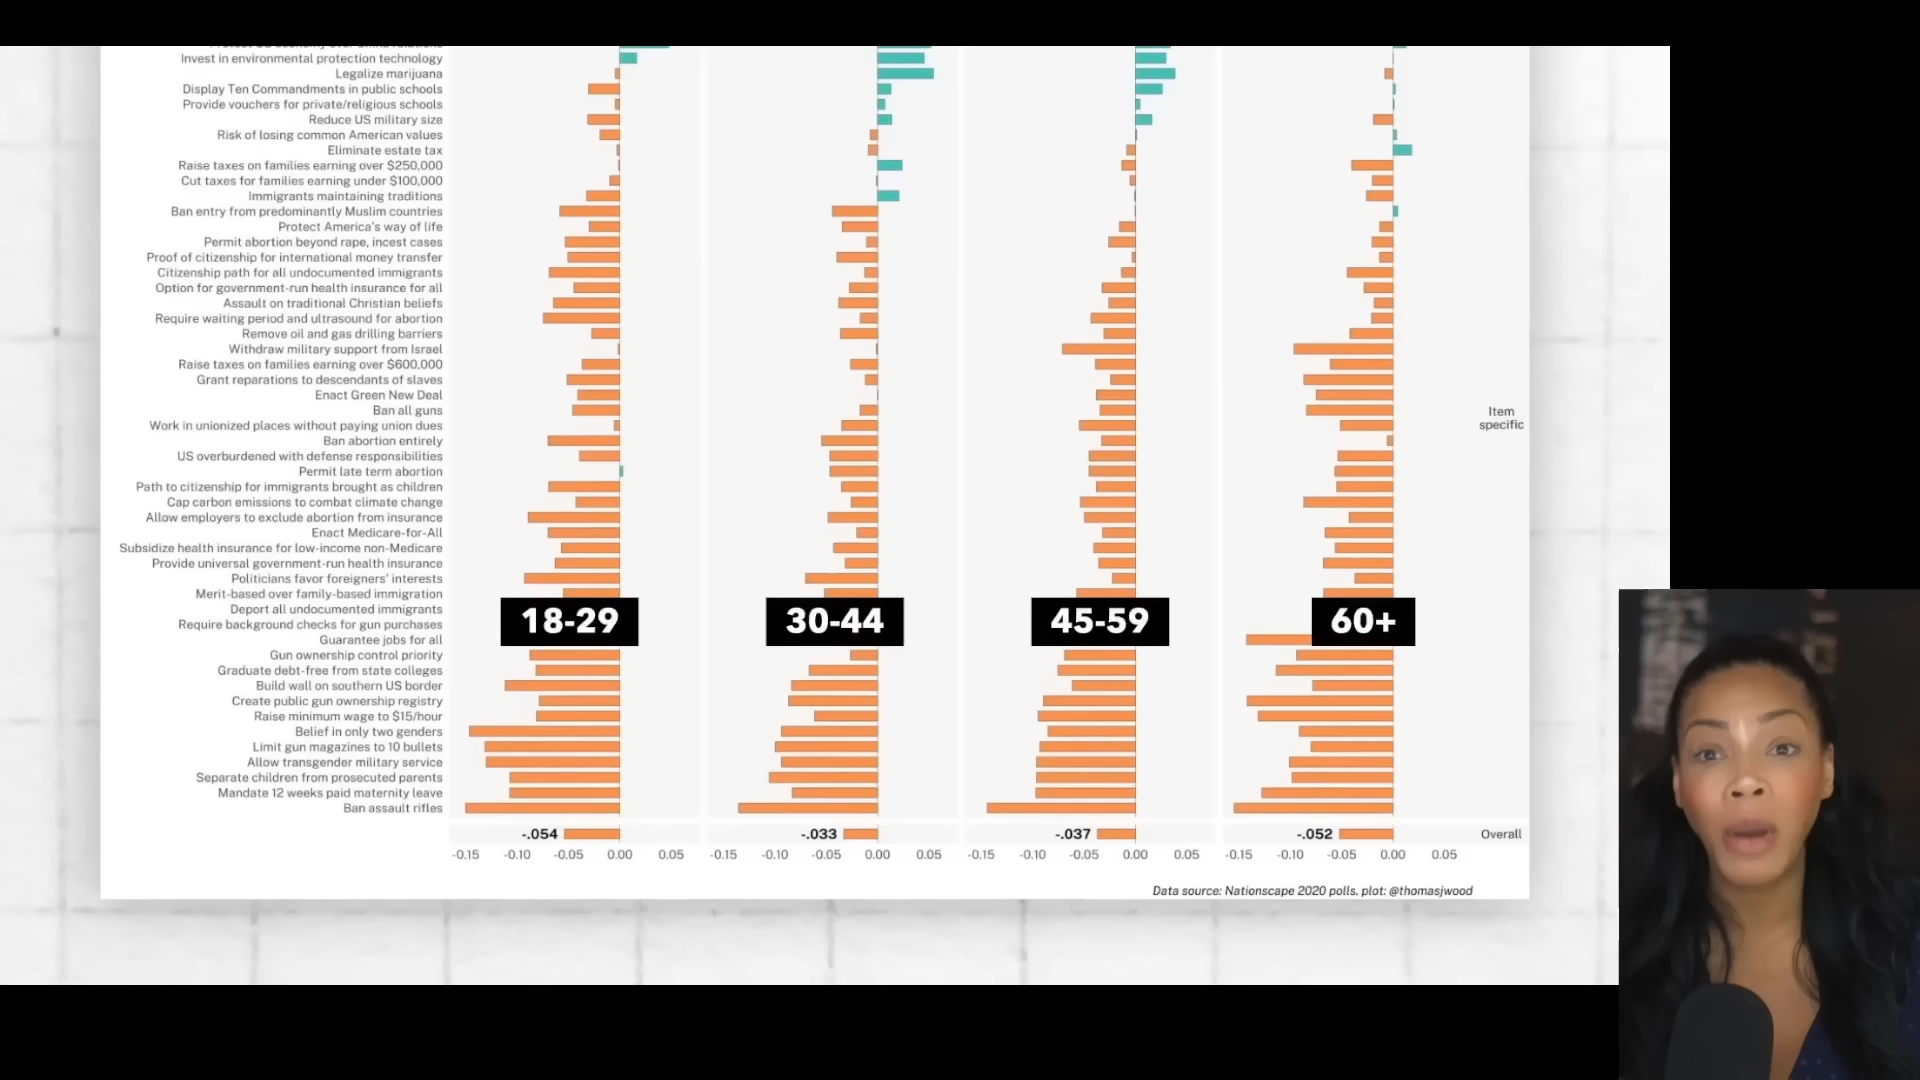 Invest in environmental protection technology
Legalize marijuana
Display Ten Commandments in public schools
Provide vouchers for private/religious schools
Reduce US military size
Risk of losing common American values
Eliminate estate tax
Raise taxes on families earning over $250,000
Cut taxes for families earning under $100,000
Immigrants maintaining traditions
Ban entry from predominantly Muslim countries
Protect America's way of life
Permit abortion beyond rape, incest cases
Proof of citizenship for international money transfer
Citizenship path for all undocumented immigrants
Option for government-run health insurance for all
Assault on traditional Christian beliefs
Require waiting period and ultrasound for abortion
Remove oil and gas drilling barriers
Withdraw military support from Israel
Raise taxes on families earning over $600,000
Grant reparations to descendants of slaves
Enact Green New Deal
Ban all guns
Item
specific
Work in unionized places without paying union dues
Ban abortion entirely
US overburdened with defense responsibilities
Permit late term abortion
Path to citizenship for immigrants brought as children
Cap carbon emissions to combat climate change
Allow employers to exclude abortion from insurance
Enact Medicare-for-All
Subsidize health insurance for low-income non-Medicare
Provide universal government-run health insurance
Politicians favor foreigners' interests
Merit-based over family-based immigration
Deport all undocumented immigrants
Require background checks for gun purchases
18-29 30-44 45-59 60+
Guarantee jobs for all
Gun ownership control priority
Graduate debt-free from state colleges
Build wall on southern US border
Create public gun ownership registry
Raise minimum wage to $15/hour
Belief in only two genders
Limit gun magazines to 10 bullets
Allow transgender military service
Separate children from prosecuted parents
Mandate 12 weeks paid maternity leave
Ban assault rifles
-.054 -.033 -.037 -.052 Overall
-0.15 -0.10 -0.05 0.00 0.05 -0.15 -0.10 -0.05 0.00 0.05 -0.15 -0.10 -0.05 0.00 0.05 -0.15 -0.10 -0.05 0.00 0.05
Data source: Nationscape 2020 polls. plot: @thomasjwood